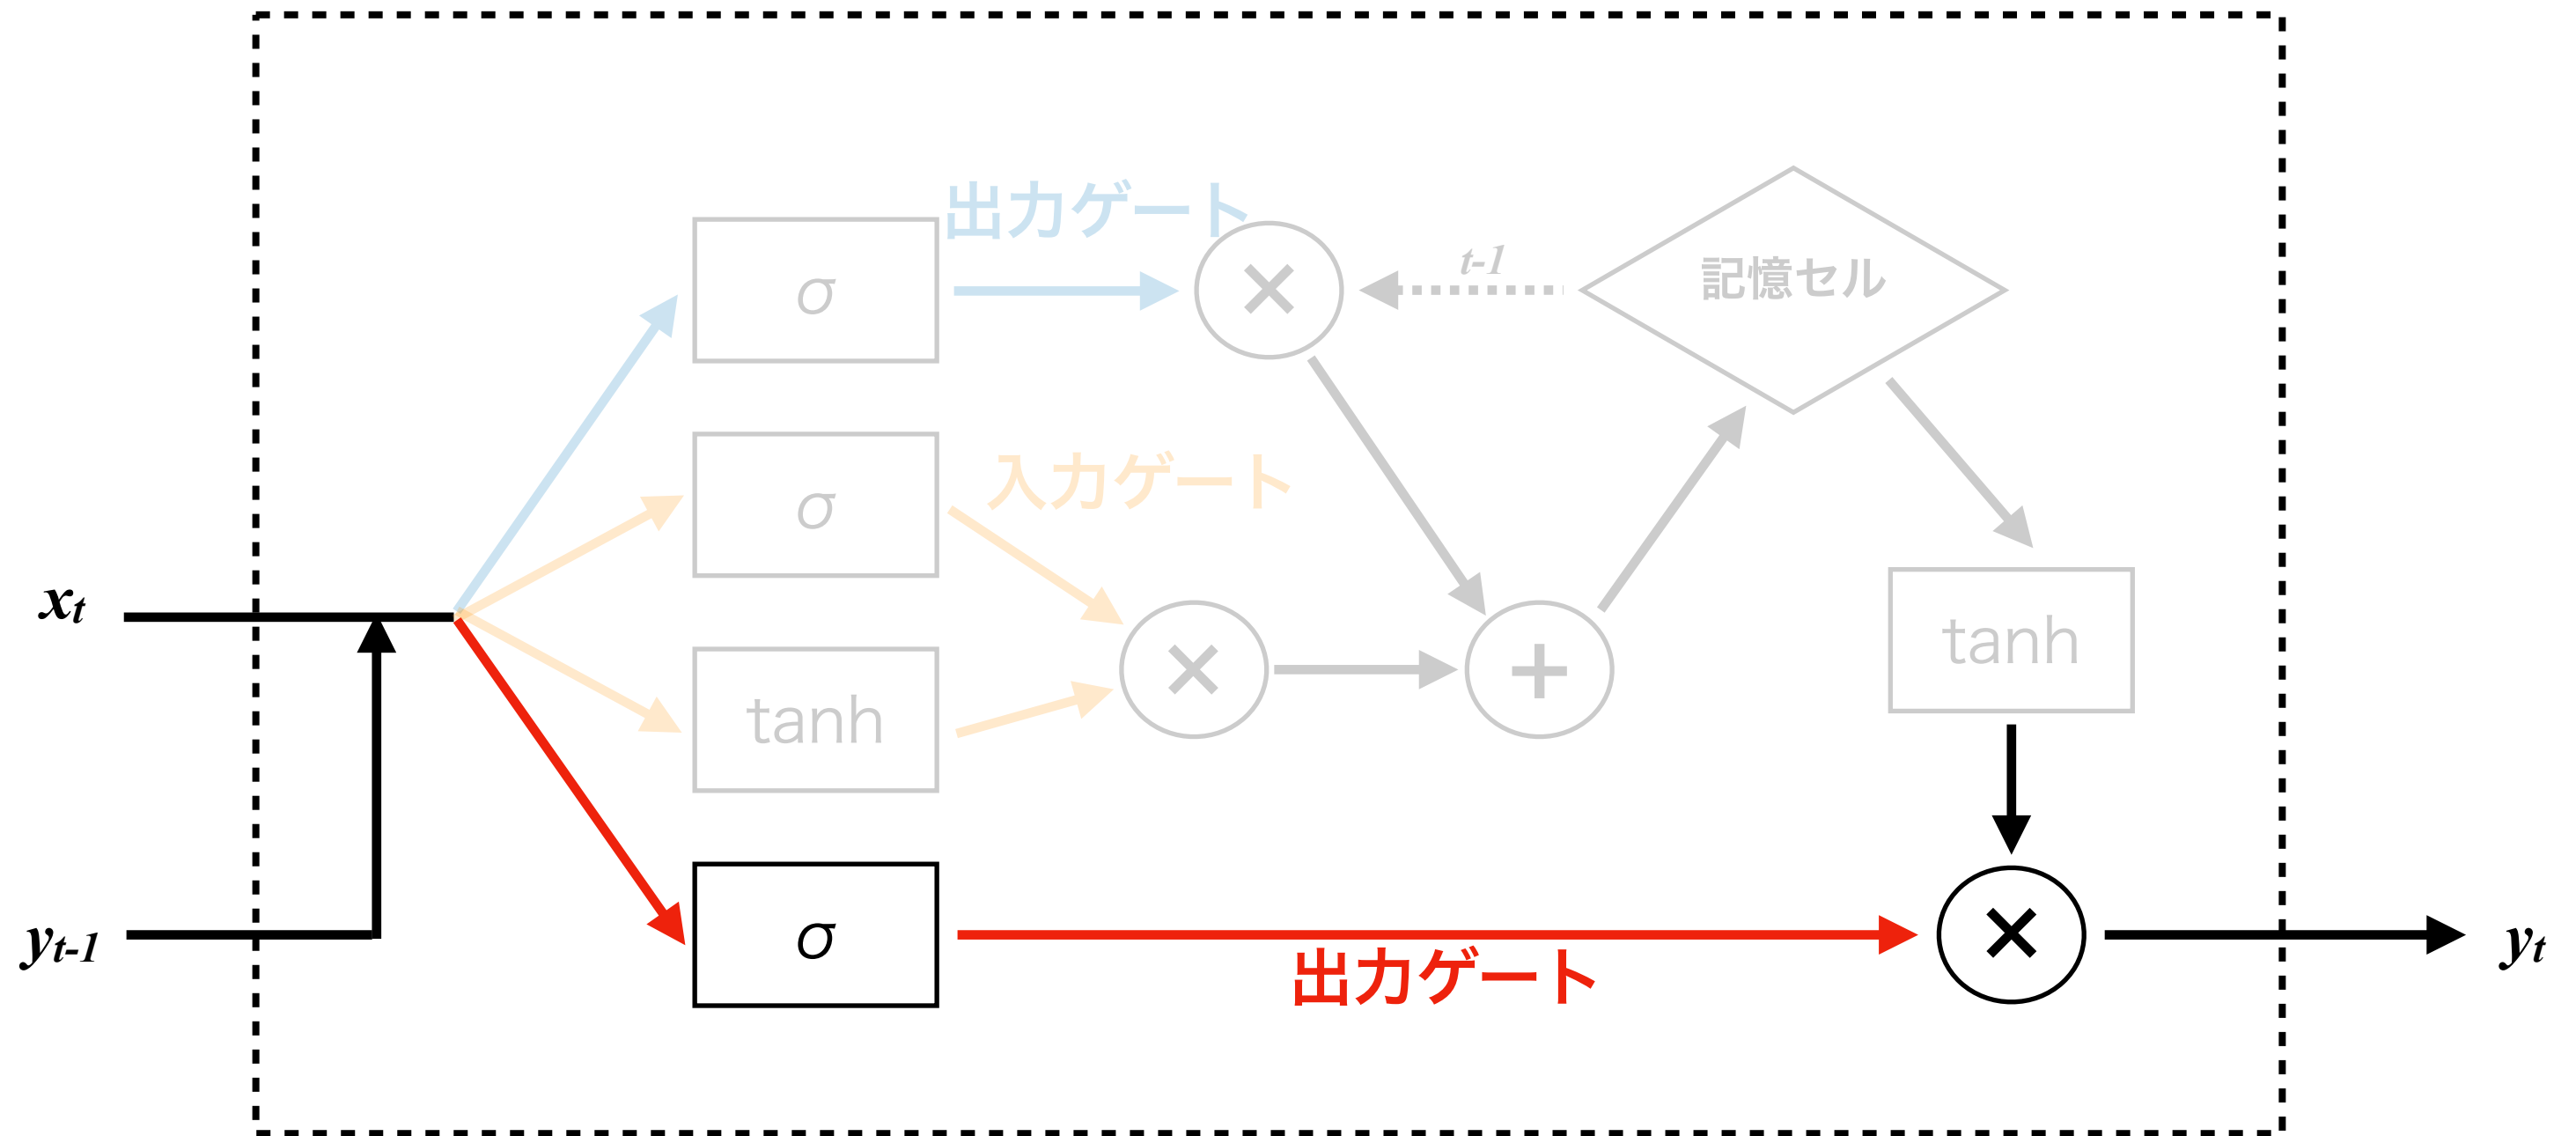 出力ゲート
σ
×
t-1
記憶セル
入力ゲート
σ
xt
tanh
×
+
tanh
yt-1
σ
出力ゲート
×
yt